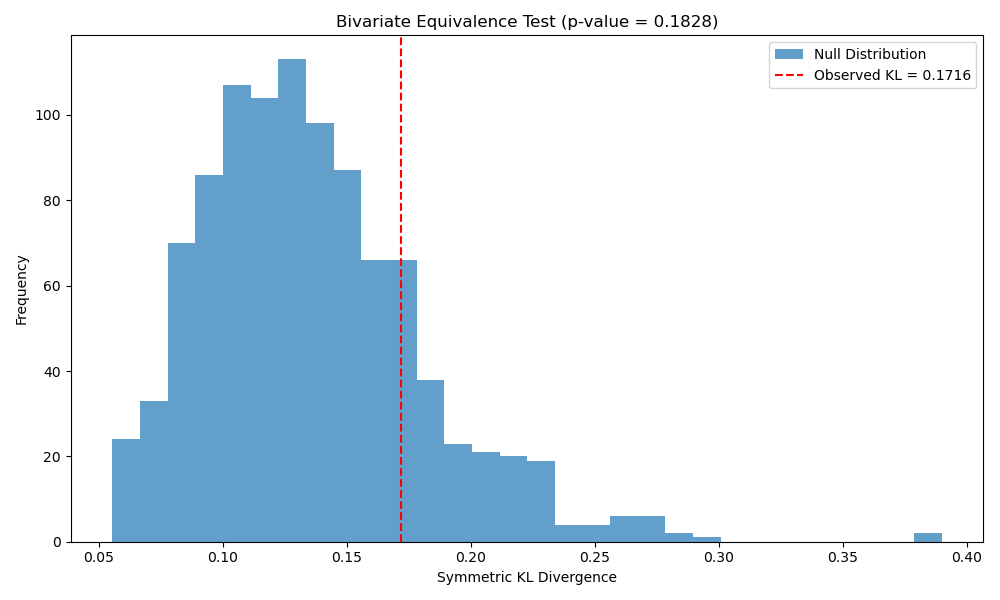 Bivariate Equivalence Test (p-value = 0.1828)
Null Distribution
Observed KL = 0.1716
Frequency
100
80
60
40
20
0
0.05 0.10 0.15 0.20 0.25 0.30 0.35 0.40
Symmetric KL Divergence